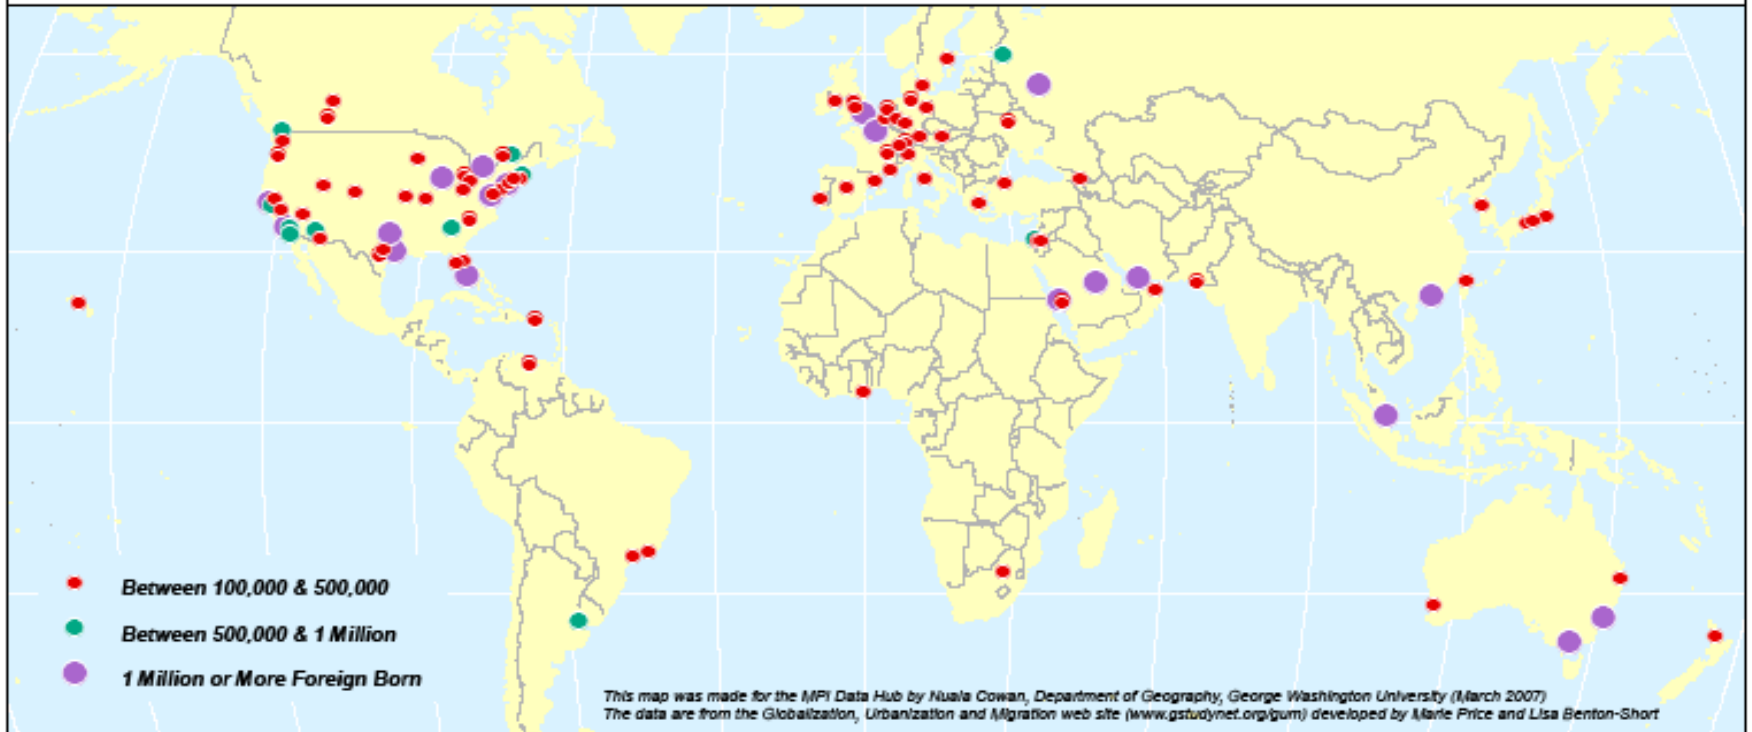 Between 100,000 & 500,000
Between 500,000 & 1 Million
1 Million or More Foreign Born
This map was made for the MPI Data Hub by Nuala Cowan, Department of Geography, George Washington University (March 2007)
The data are from the Globalization, Urbanization and Migration web site (www.gstudynet.org/gum) developed by Marie Price and Lisa Benton-Short